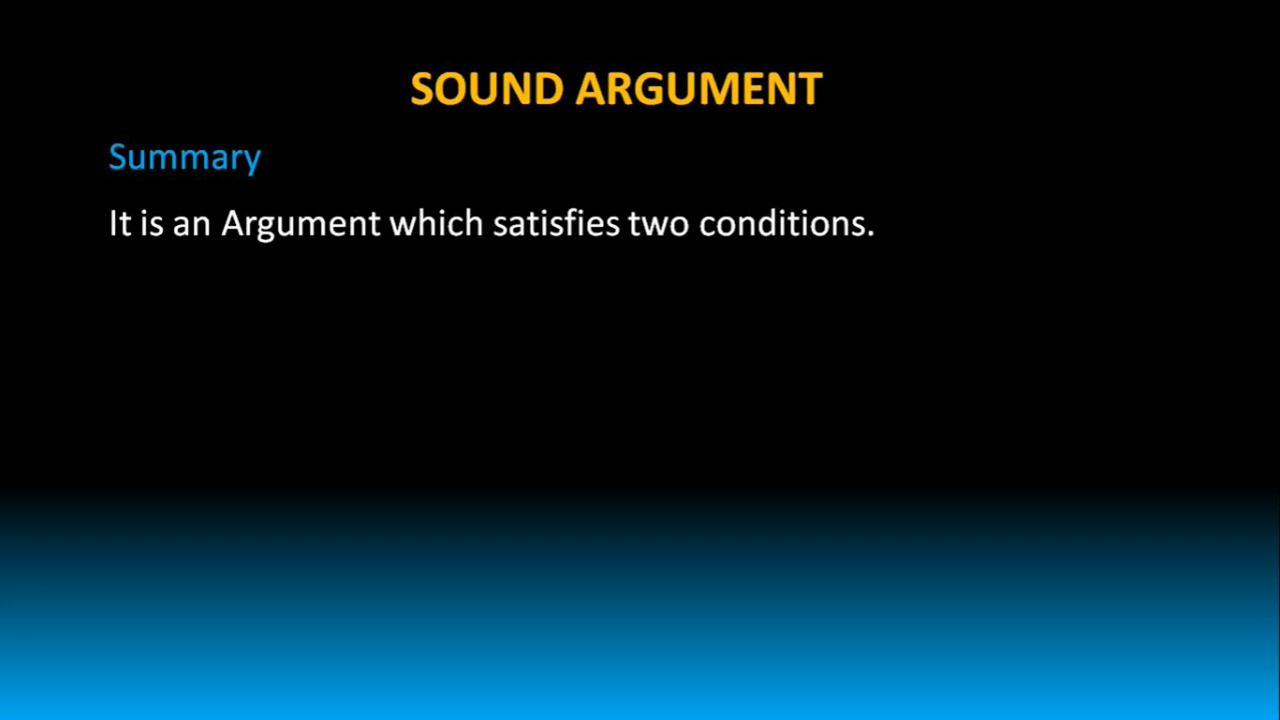 SOUND ARGUMENT
Summary
It is an Argument which satisfies two conditions.